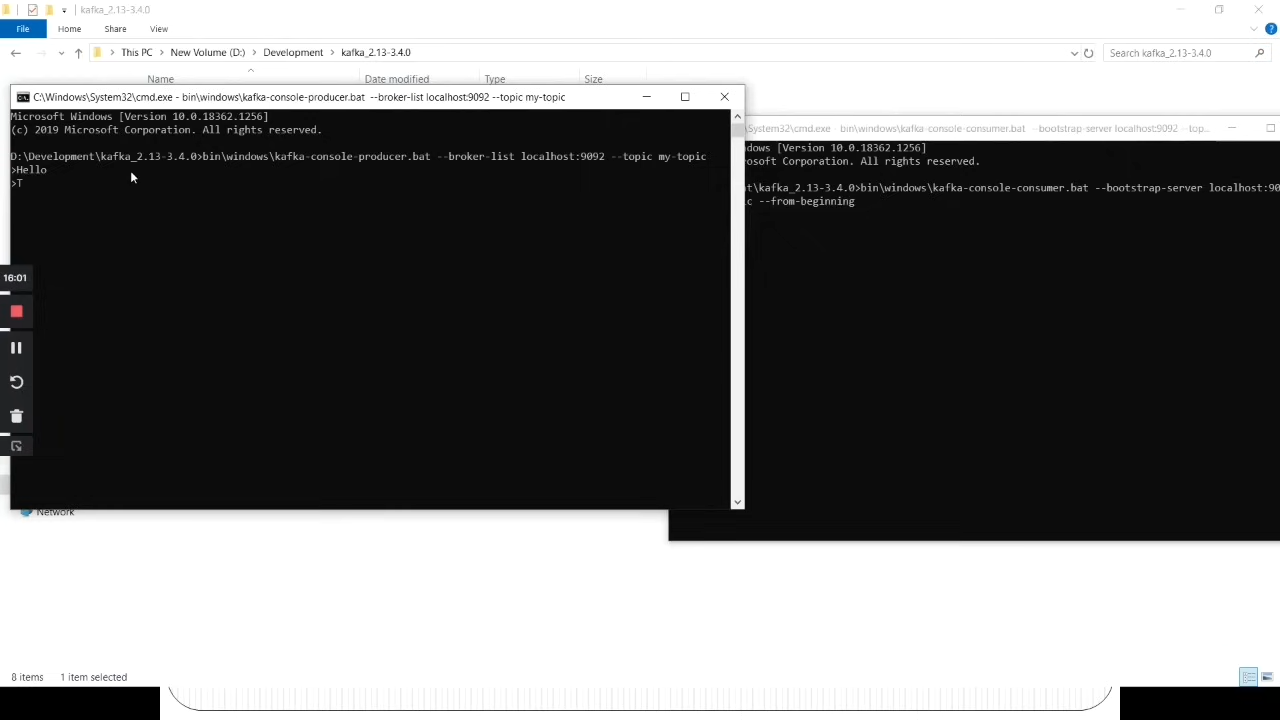 kafka_2.13-3.4.0
File Home Share View
This PC New Volume (D:) Development kafka_2.13-3.4.0
Search kafka_2.13-3.4.0
Name Date modified Type Size
C:\Windows\System32\cmd.exe - bin\windows\kafka-console-producer.bat --broker-list localhost:9092 --topic my-topic
Microsoft Windows [Version 10.0.18362.1256]
(c) 2019 Microsoft Corporation. All rights reserved.
D:\Development\kafka_2.13-3.4.0>bin\windows\kafka-console-producer.bat --broker-list localhost:9092 --topic my-topic
>Hello
>T
\System32\cmd.exe - bin\windows\kafka-console-consumer.bat --bootstrap-server localhost:9092 --top...
dows [Version 10.0.18362.1256]
rosoft Corporation. All rights reserved.
nt\kafka_2.13-3.4.0>bin\windows\kafka-console-consumer.bat --bootstrap-server localhost:90
ic --from-beginning
16:01
Network
8 items 1 item selected